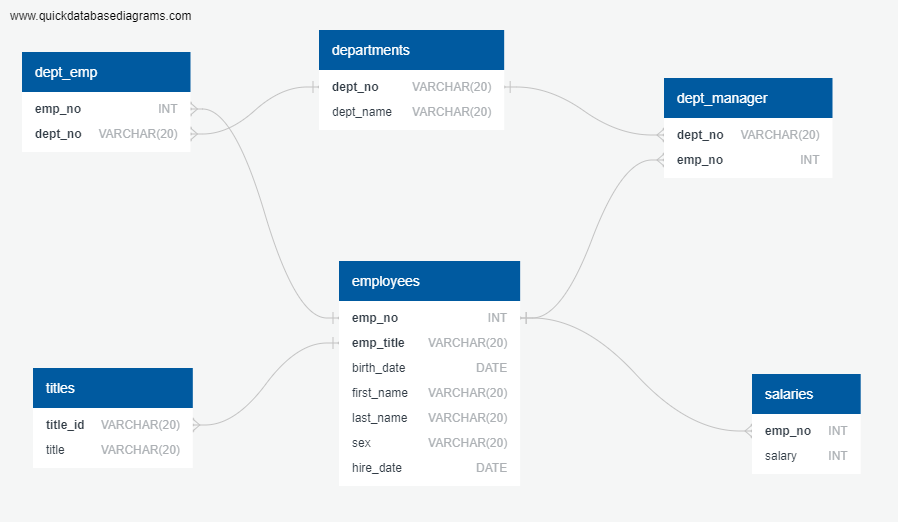 www.quickdatabasediagrams.com
dept_emp
emp_no INT
dept_no VARCHAR(20)
departments
dept_no VARCHAR(20)
dept_name VARCHAR(20)
dept_manager
dept_no VARCHAR(20)
emp_no INT
employees
emp_no INT
emp_title VARCHAR(20)
birth_date DATE
first_name VARCHAR(20)
last_name VARCHAR(20)
sex VARCHAR(20)
hire_date DATE
titles
title_id VARCHAR(20)
title VARCHAR(20)
salaries
emp_no INT
salary INT